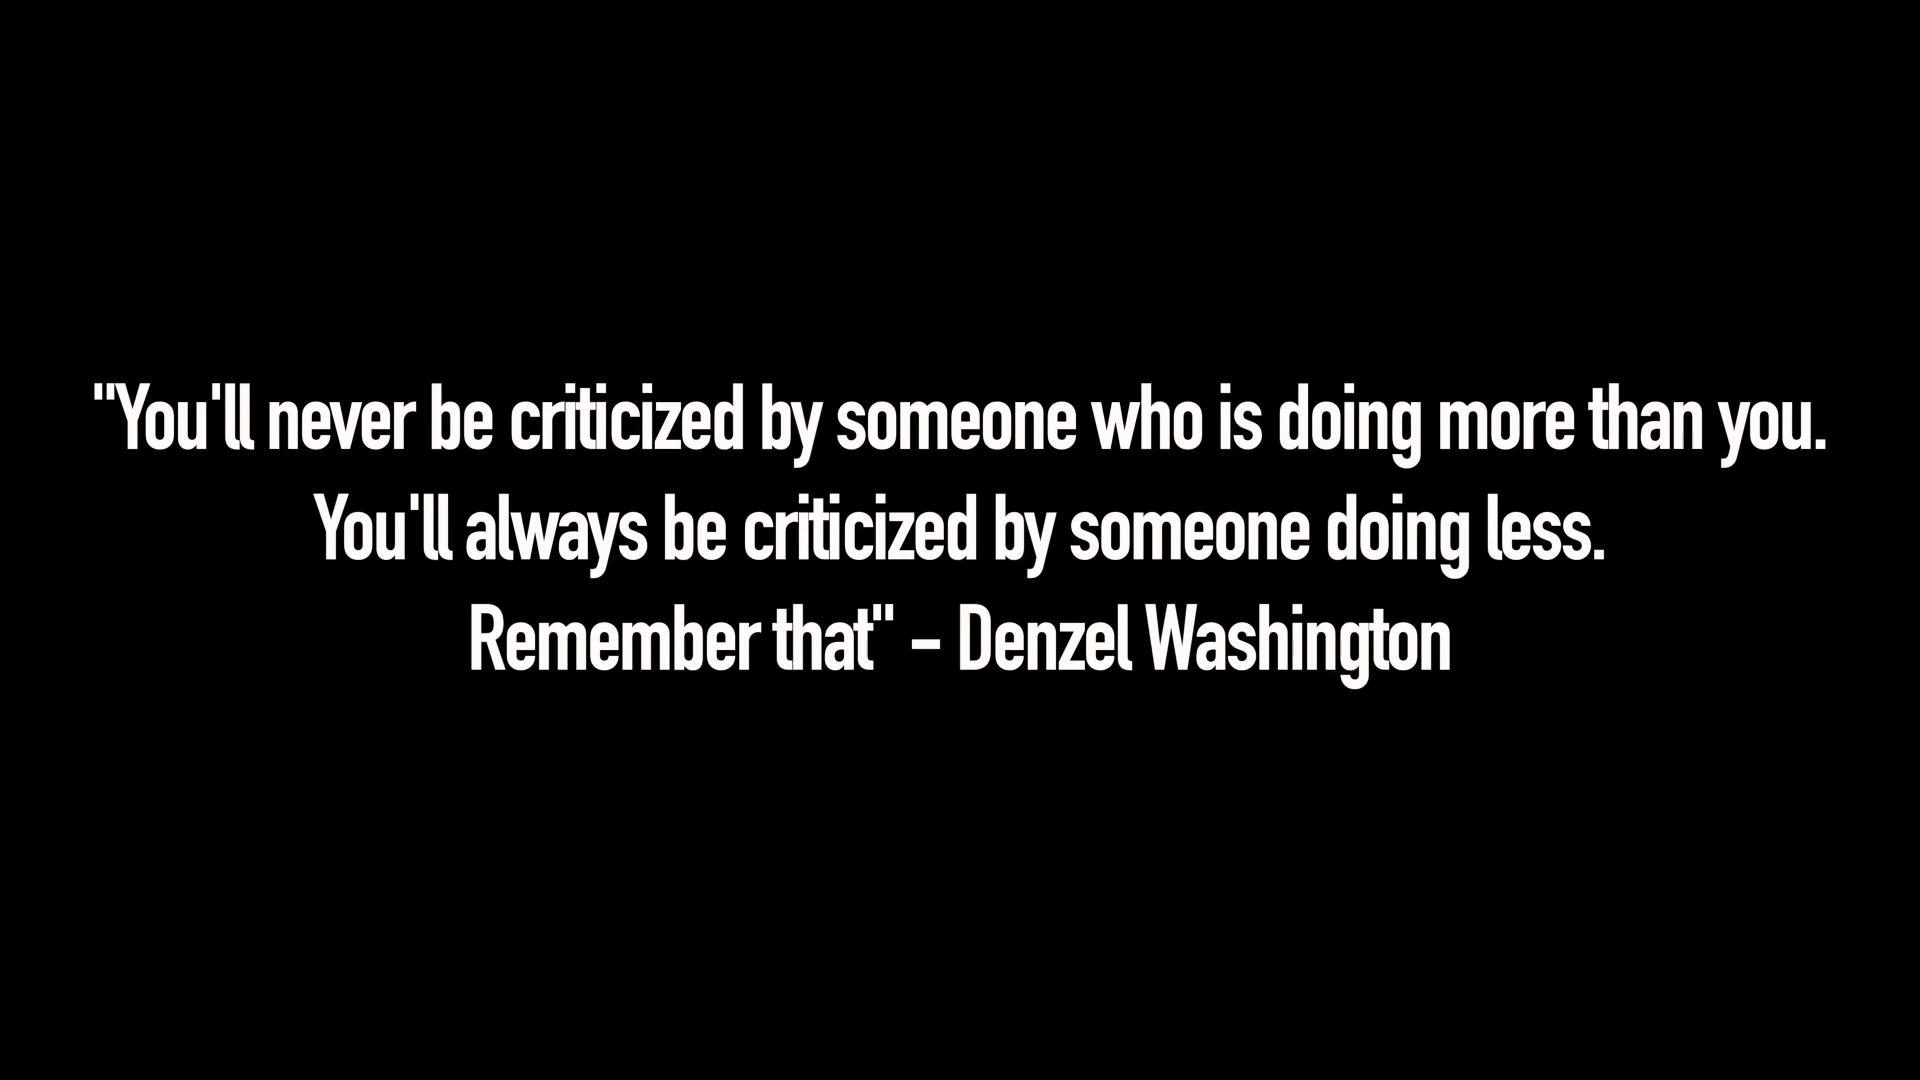 "You'll never be criticized by someone who is doing more than you.
You'll always be criticized by someone doing less.
Remember that" – Denzel Washington